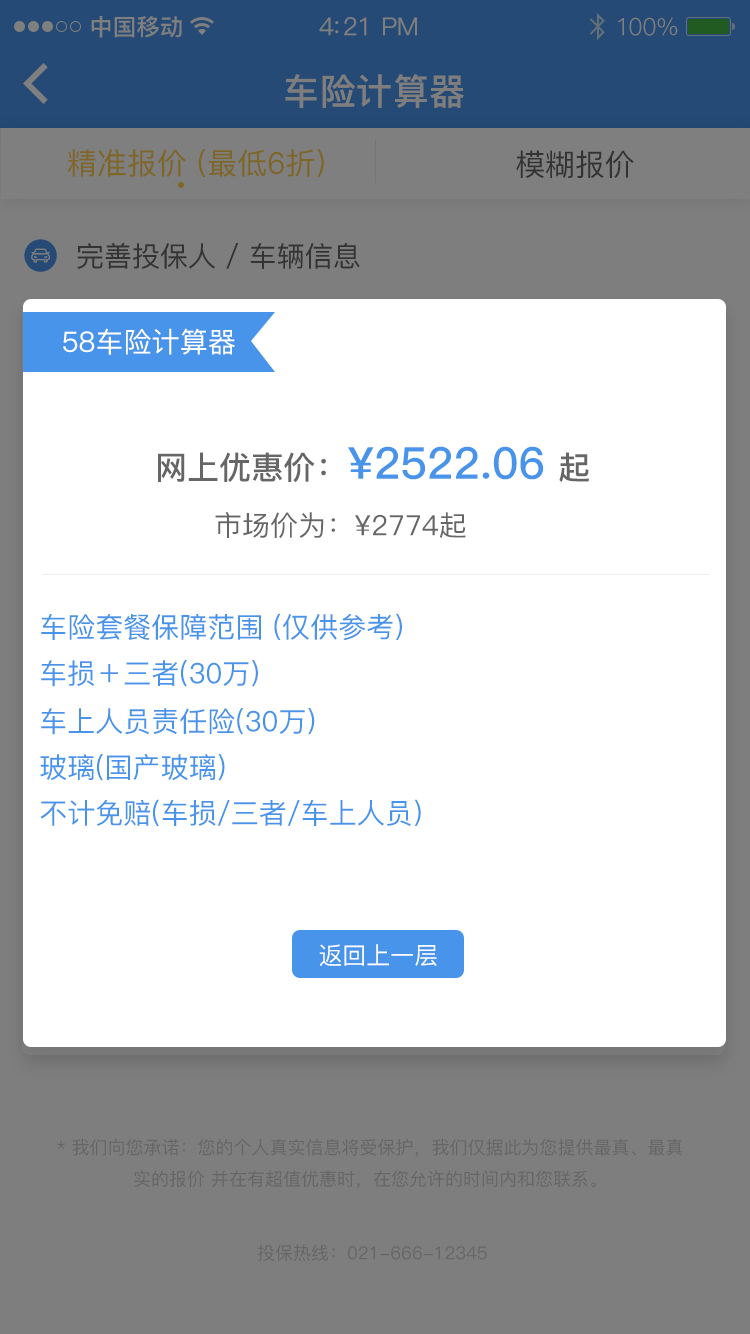 中国移动 4:21 PM 100%
车险计算器
精准报价 (最低6折) 模糊报价
完善投保人 / 车辆信息
58车险计算器
网上优惠价：¥2522.06 起
市场价为：¥2774起
车险套餐保障范围 (仅供参考)
车损＋三者(30万)
车上人员责任险(30万)
玻璃(国产玻璃)
不计免赔(车损/三者/车上人员)
返回上一层
* 我们向您承诺：您的个人真实信息将受保护，我们仅据此为您提供最真、最真
实的报价 并在有超值优惠时，在您允许的时间内和您联系。
投保热线：021-666-12345